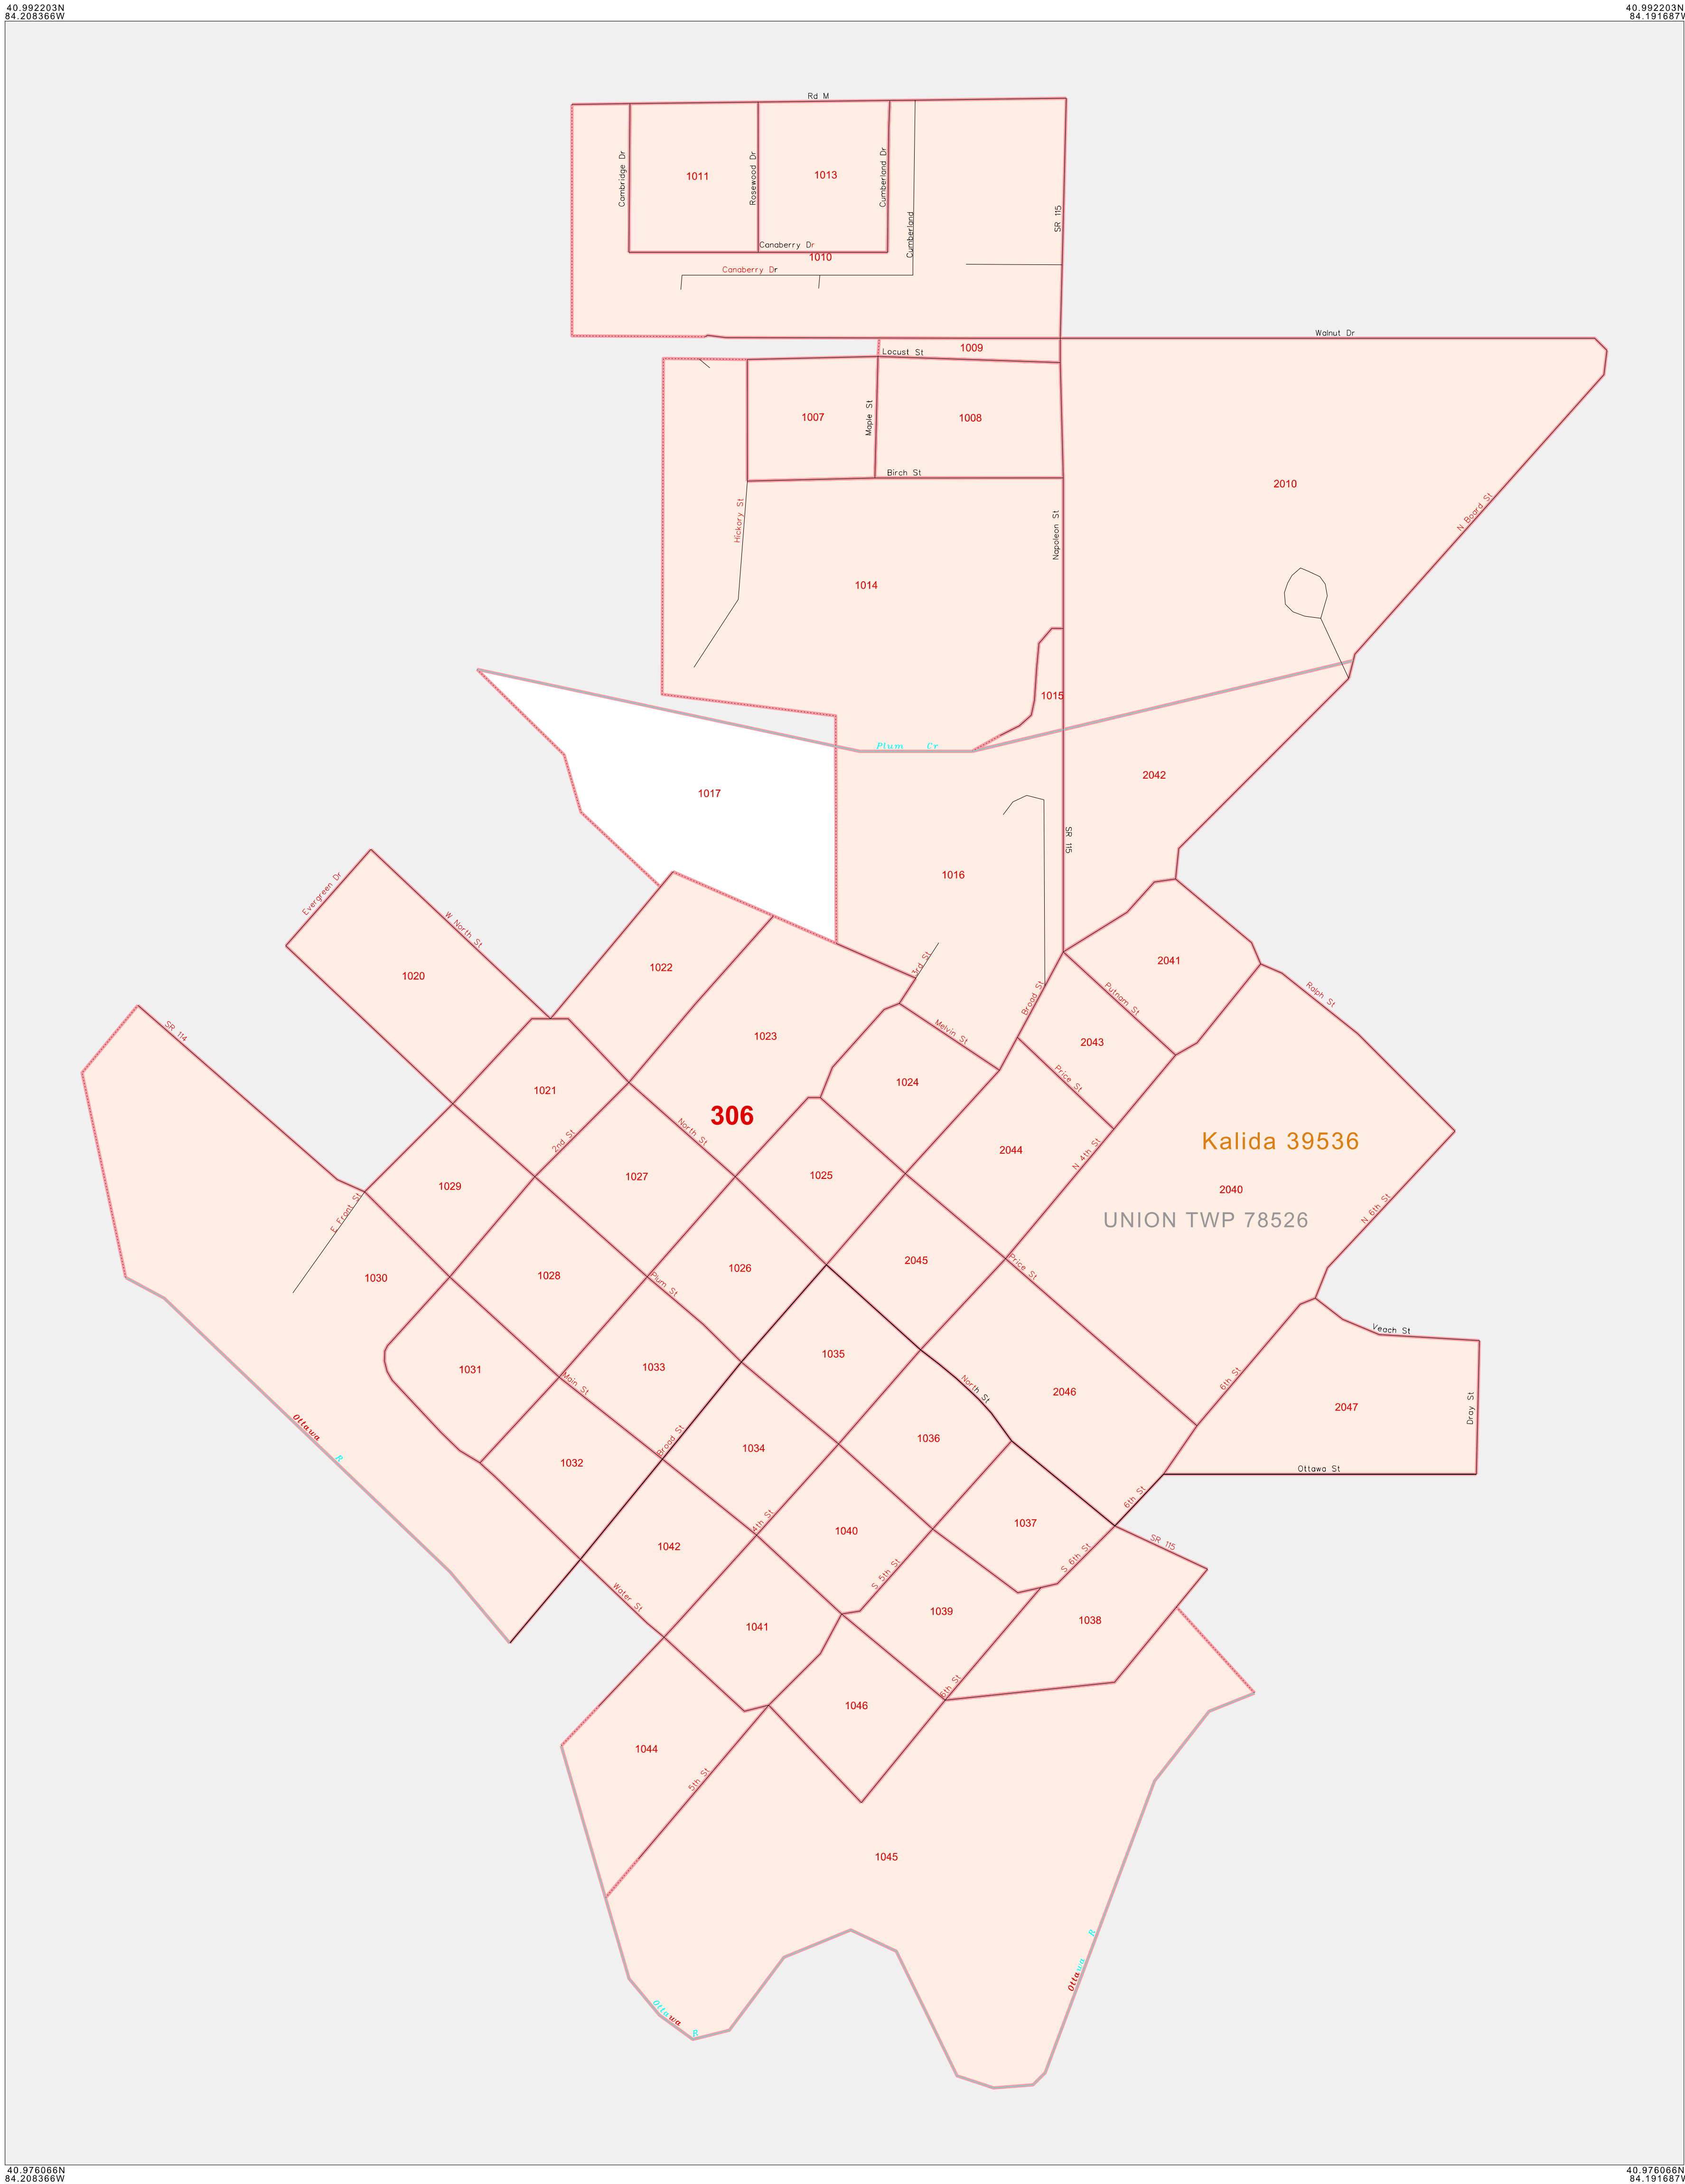 40.992203N
84.208366W
40.992203N
84.191687W
Rd M
Cambridge Dr
1011
Rosewood Dr
1013
Cumberland Dr
Cumberland
SR 115
Canaberry Dr
1010
Canaberry Dr
Walnut Dr
1009
Locust St
1007
Maple St
1008
Birch St
2010
N Board St
Hickory St
Napoleon St
1014
1015
Plum Cr
2042
1017
SR 115
1016
Evergreen Dr
W North St
1020
1022
3rd St
2041
Putnam St
Broad St
Ralph St
SR 114
1023
Melvin St
2043
Price St
1024
1021
306
North St
2nd St
Kalida 39536
2044
N 4th St
1029
1027
1025
2040
E Front St
UNION TWP 78526
N 6th St
1030
1028
Plum St
1026
2045
Price St
Veach St
1031
1033
1035
Main St
North St
2046
6th St
2047
Dray St
Ottawa R
Broad St
1032
1034
1036
Ottawa St
6th St
4th St
1040
1037
SR 115
1042
S 5th St
S 6th St
Water St
1041
1039
1038
6th St
1046
1044
5th St
1045
Ottawa R
Ottawa R
40.976066N
84.208366W
40.976066N
84.191687W